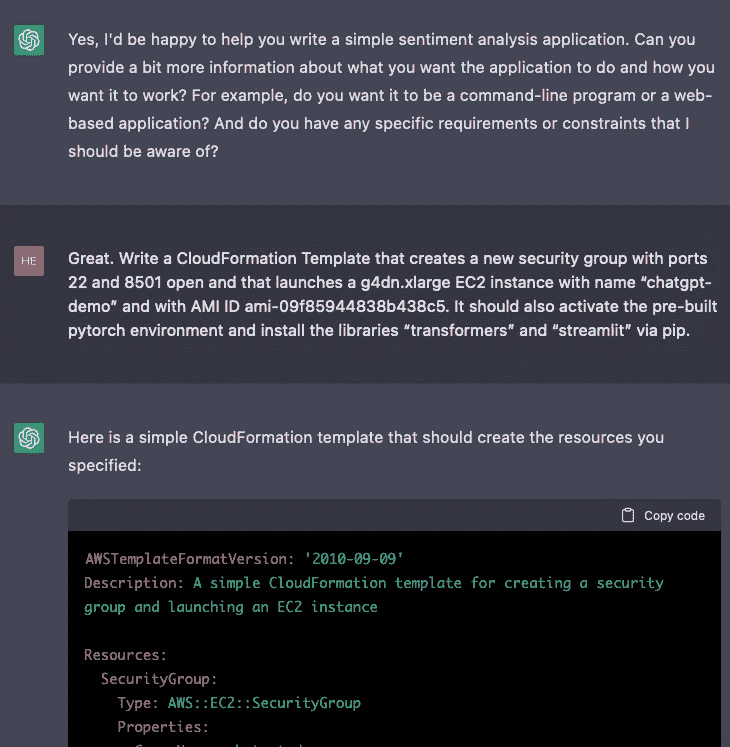 Yes, I'd be happy to help you write a simple sentiment analysis application. Can you
provide a bit more information about what you want the application to do and how you
want it to work? For example, do you want it to be a command-line program or a web-
based application? And do you have any specific requirements or constraints that I
should be aware of?
HE
Great. Write a CloudFormation Template that creates a new security group with ports
22 and 8501 open and that launches a g4dn.xlarge EC2 instance with name “chatgpt-
demo” and with AMI ID ami-09f85944838b438c5. It should also activate the pre-built
pytorch environment and install the libraries “transformers” and “streamlit” via pip.
Here is a simple CloudFormation template that should create the resources you
specified:
Copy code
AWSTemplateFormatVersion: '2010-09-09'
Description: A simple CloudFormation template for creating a security
group and launching an EC2 instance
Resources:
SecurityGroup:
Type: AWS::EC2::SecurityGroup
Properties: